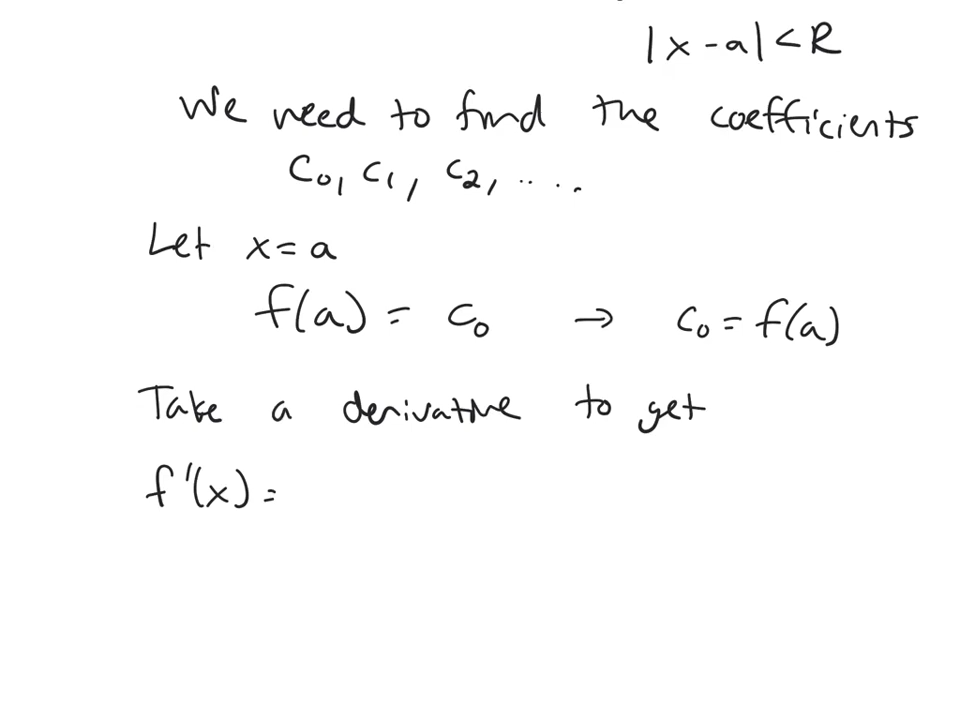 |x - a| < R
We need to find the coefficients
c₀, c₁, c₂, .....
Let x = a
f(a) = c₀ → c₀ = f(a)
Take a derivative to get
f'(x) =